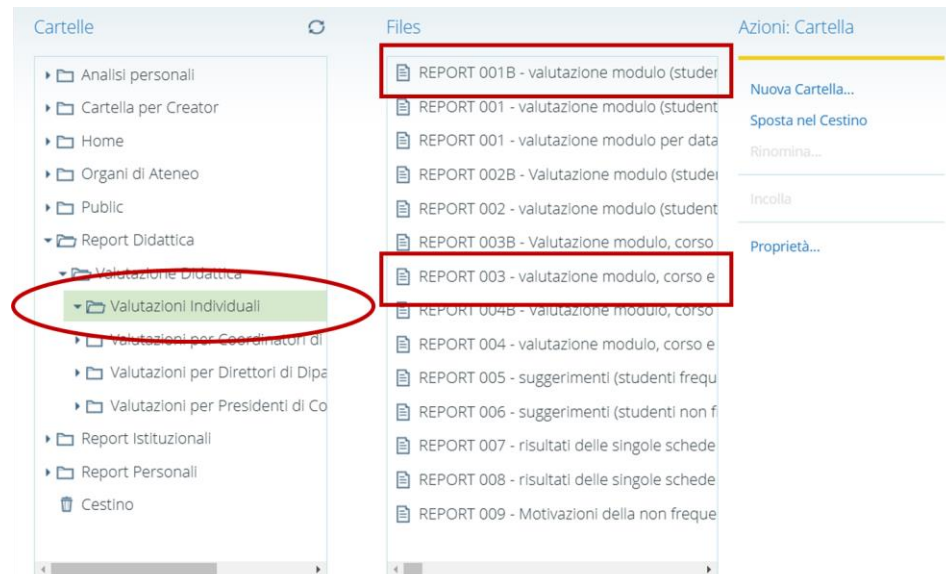 Cartelle
Analisi personali
Cartella per Creator
Home
Organi di Ateneo
Public
Report Didattica
Valutazione Didattica
Valutazioni Individuali
Valutazioni per Coordinatori di
Valutazioni per Direttori di Dipa
Valutazioni per Presidenti di Co
Report Istituzionali
Report Personali
Cestino
Files
REPORT 001B - valutazione modulo (studen
REPORT 001 - valutazione modulo (student
REPORT 001 - valutazione modulo per data
REPORT 002B - Valutazione modulo (studen
REPORT 002 - valutazione modulo (student
REPORT 003B - Valutazione modulo, corso
REPORT 003 - valutazione modulo, corso e
REPORT 004B - Valutazione modulo, corso
REPORT 004 - valutazione modulo, corso e
REPORT 005 - suggerimenti (studenti frequ
REPORT 006 - suggerimenti (studenti non f
REPORT 007 - risultati delle singole schede
REPORT 008 - risultati delle singole schede
REPORT 009 - Motivazioni della non freque
Azioni: Cartella
Nuova Cartella...
Sposta nel Cestino
Rinomina...
Incolla
Proprietà...